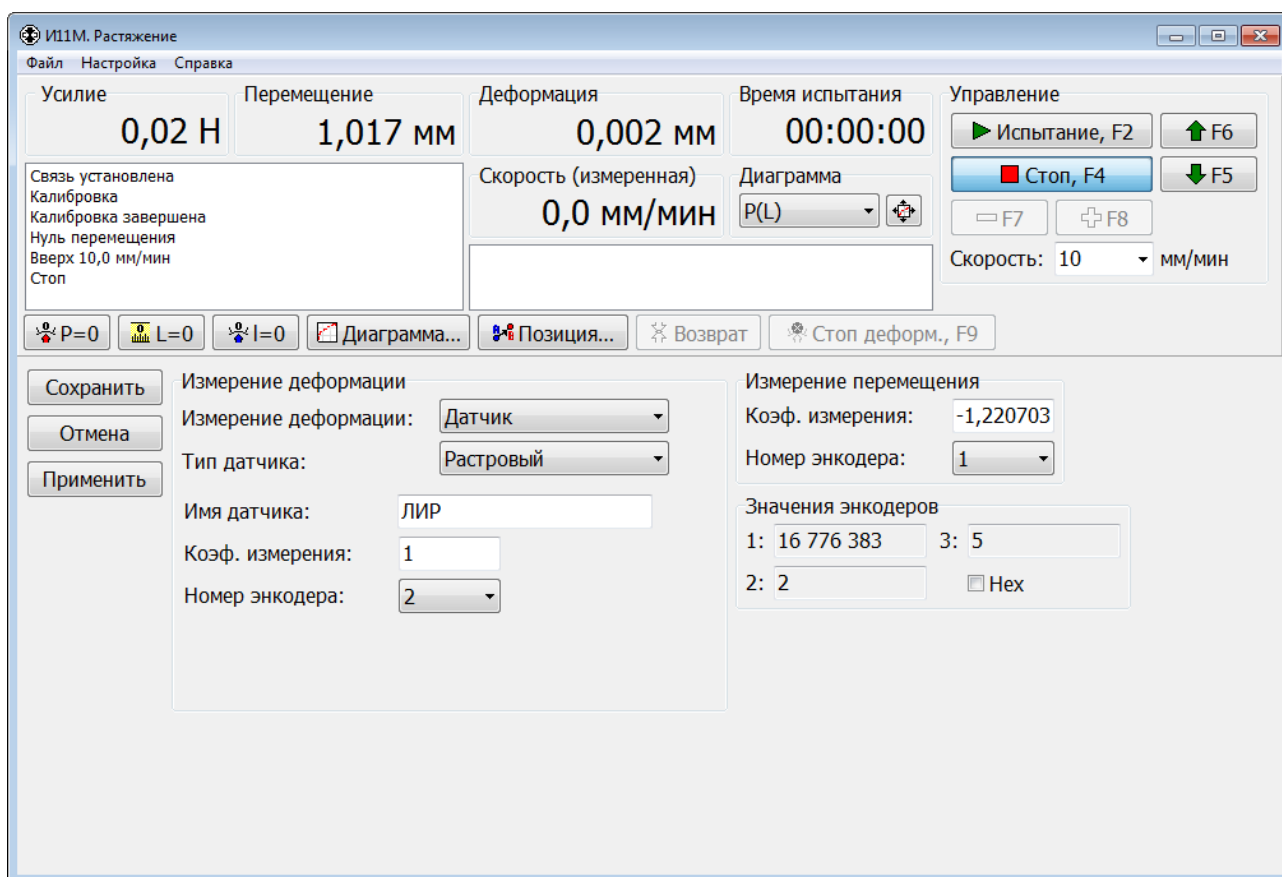 И11М. Растяжение
Файл Настройка Справка
Усилие
0,02 Н
Перемещение
1,017 мм
Деформация
0,002 мм
Время испытания
00:00:00
Управление
Испытание, F2
F6
Стоп, F4
F5
F7
F8
Скорость: 10 мм/мин
Связь установлена
Калибровка
Калибровка завершена
Нуль перемещения
Вверх 10,0 мм/мин
Стоп
Скорость (измеренная)
0,0 мм/мин
Диаграмма
P(L)
P=0
L=0
l=0
Диаграмма...
Позиция...
Возврат
Стоп деформ., F9
Сохранить
Отмена
Применить
Измерение деформации
Измерение деформации: Датчик
Тип датчика: Растровый
Имя датчика: ЛИР
Коэф. измерения: 1
Номер энкодера: 2
Измерение перемещения
Коэф. измерения: -1,220703
Номер энкодера: 1
Значения энкодеров
1: 16 776 383 3: 5
2: 2 Hex